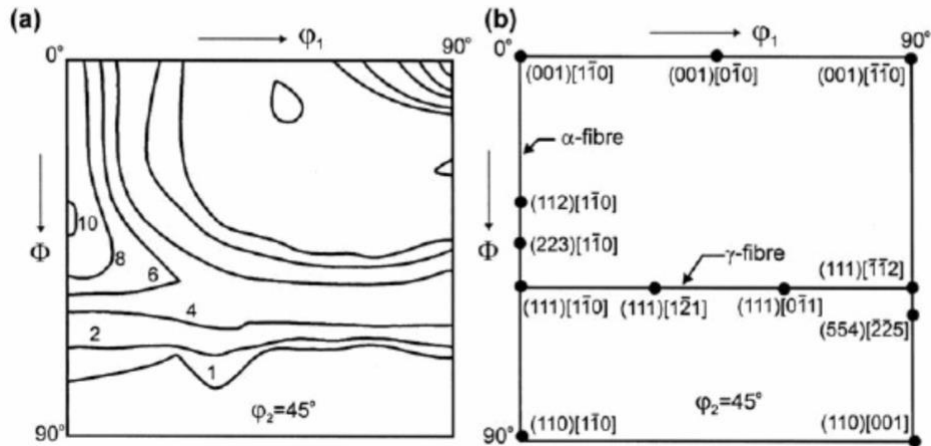 (a)
0°
φ₁
90°
Φ
10
8
6
4
2
1
φ₂=45°
90°
(b)
0°
φ₁
90°
(001)[11̄0]
(001)[01̄0]
(001)[1̄1̄0]
α-fibre
(112)[11̄0]
Φ
(223)[11̄0]
γ-fibre
(111)[1̄1̄2]
(111)[11̄0]
(111)[12̄1]
(111)[01̄1]
(554)[2̄2̄5]
φ₂=45°
(110)[11̄0]
(110)[001]
90°